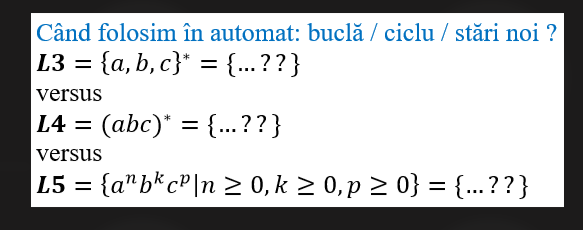 Când folosim în automat: buclă / ciclu / stări noi ?
L3 = {a, b, c}* = {…??}
versus
L4 = (abc)* = {…??}
versus
L5 = {aⁿbᵏcᵖ|n ≥ 0, k ≥ 0, p ≥ 0} = {…??}